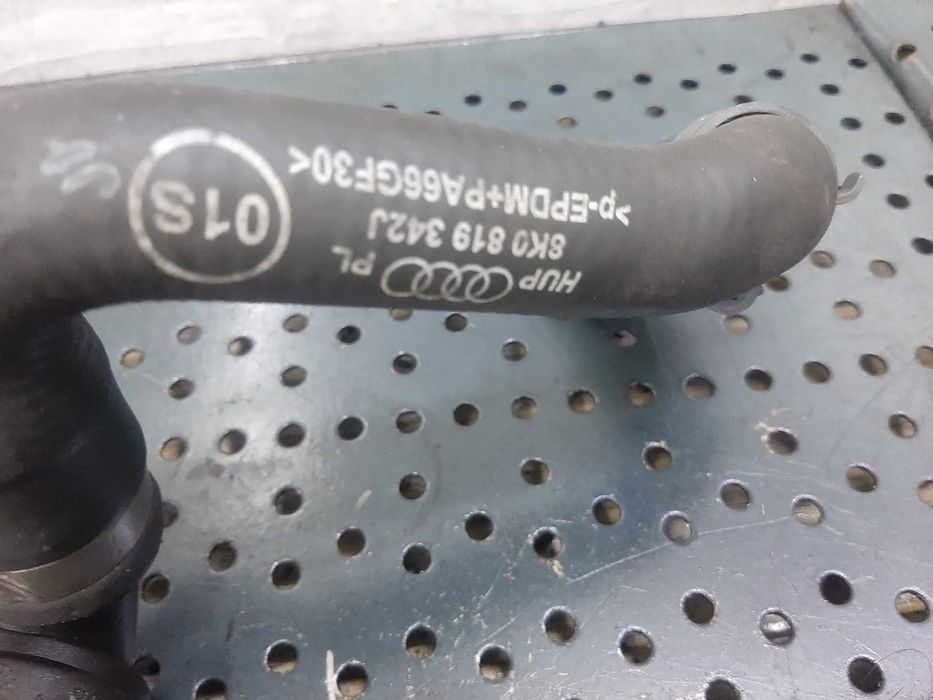 HUP PL
8K0 819 342J
>p-EPDM+PA66GF30<
01S